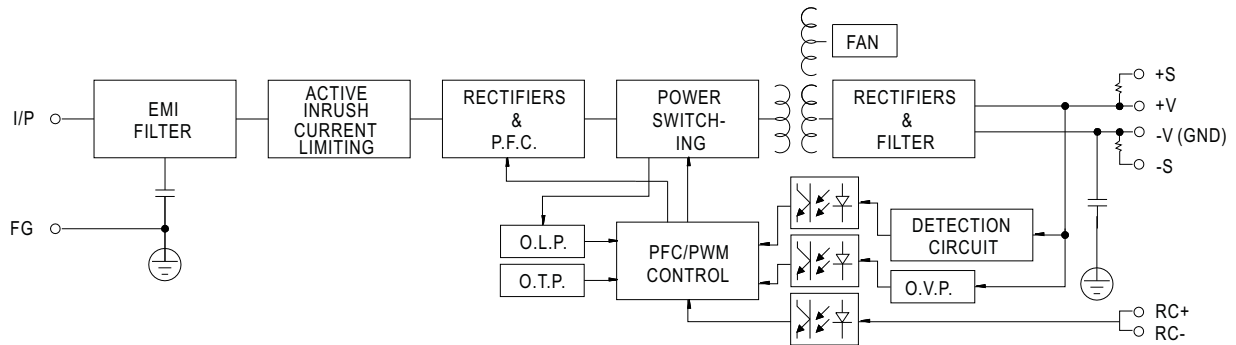 FAN
I/P
EMI
FILTER
ACTIVE
INRUSH
CURRENT
LIMITING
RECTIFIERS
&
P.F.C.
POWER
SWITCH-
ING
RECTIFIERS
&
FILTER
+S
+V
-V (GND)
-S
FG
O.L.P.
O.T.P.
PFC/PWM
CONTROL
DETECTION
CIRCUIT
O.V.P.
RC+
RC-